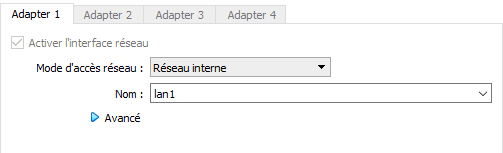 Adapter 1 Adapter 2 Adapter 3 Adapter 4
Activer l'interface réseau
Mode d'accès réseau : Réseau interne
Nom : lan1
Avancé